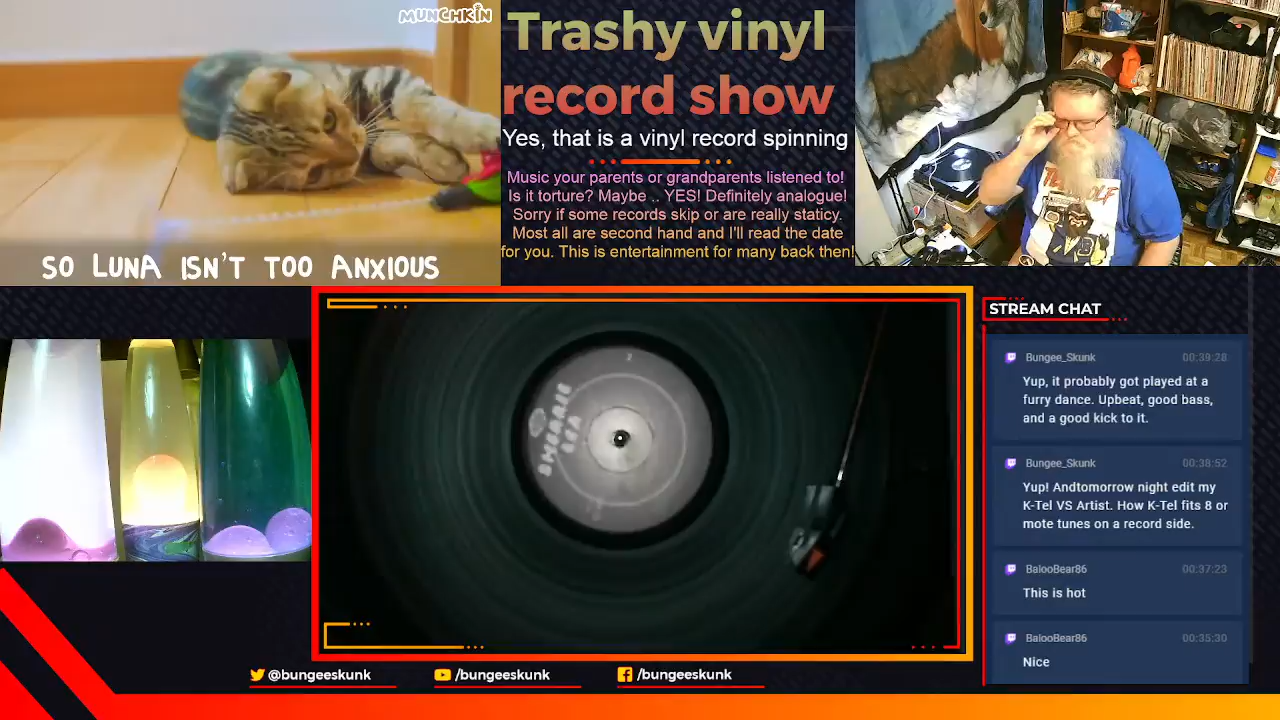 MUNCHKIN
SO LUNA ISN'T TOO ANXIOUS
Trashy vinyl
record show
Yes, that is a vinyl record spinning
Music your parents or grandparents listened to!
Is it torture? Maybe .. YES! Definitely analogue!
Sorry if some records skip or are really staticy.
Most all are second hand and I'll read the date
for you. This is entertainment for many back then!
STREAM CHAT
Bungee_Skunk 00:39:28
Yup, it probably got played at a
furry dance. Upbeat, good bass,
and a good kick to it.
Bungee_Skunk 00:38:52
Yup! Andtomorrow night edit my
K-Tel VS Artist. How K-Tel fits 8 or
mote tunes on a record side.
BalooBear86 00:37:23
This is hot
BalooBear86 00:35:30
Nice
@bungeeskunk
/bungeeskunk
/bungeeskunk